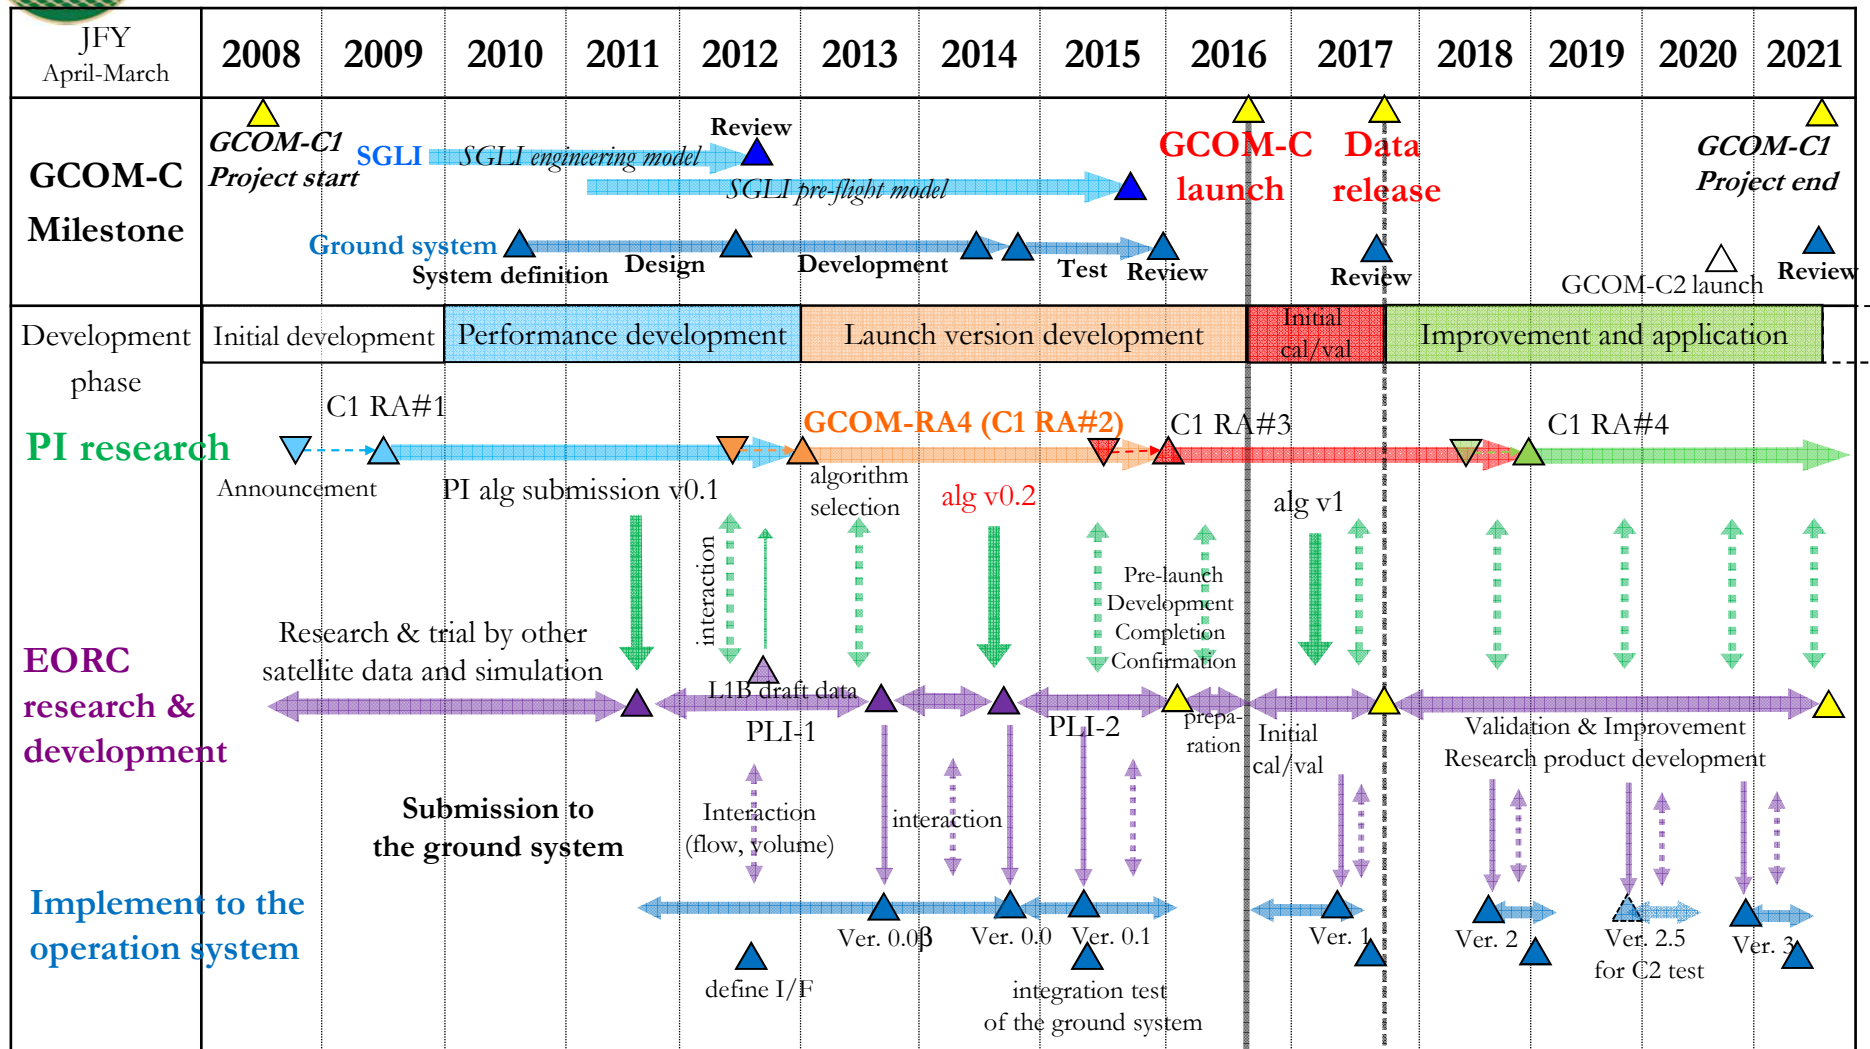 JFY
April-March
2008 2009 2010 2011 2012 2013 2014 2015 2016 2017 2018 2019 2020 2021
GCOM-C
Milestone
GCOM-C1
Project start
SGLI
SGLI engineering model
Review
SGLI pre-flight model
GCOM-C
launch
Data
release
GCOM-C1
Project end
Ground system
System definition
Design
Development
Test
Review
Review
GCOM-C2 launch
Review
Development
phase
Initial development
Performance development
Launch version development
Initial
cal/val
Improvement and application
PI research
C1 RA#1
GCOM-RA4 (C1 RA#2)
C1 RA#3
C1 RA#4
Announcement
PI alg submission v0.1
algorithm
selection
alg v0.2
alg v1
interaction
Pre-launch
Development
Completion
Confirmation
EORC
research &
development
Research & trial by other
satellite data and simulation
L1B draft data
PLI-1
PLI-2
prepa-
ration
Initial
cal/val
Validation & Improvement
Research product development
Submission to
the ground system
Interaction
(flow, volume)
interaction
Implement to the
operation system
Ver. 0.0β
Ver. 0.0
Ver. 0.1
Ver. 1
Ver. 2
Ver. 2.5
for C2 test
Ver. 3
define I/F
integration test
of the ground system